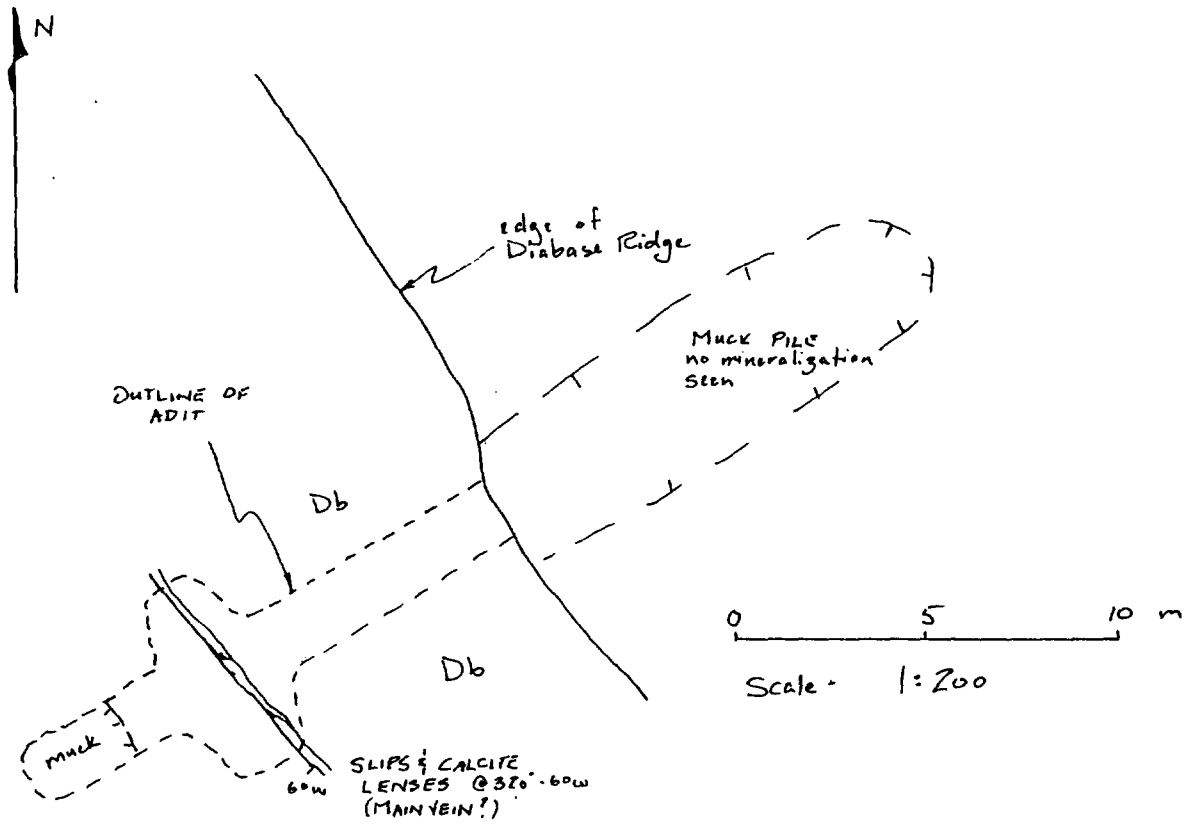 N
edge of
Diabase Ridge
MUCK PILE
no mineralization
seen
OUTLINE OF
ADIT
Db
Db
0 5 10 m
Scale - 1:200
muck
60w
SLIPS & CALCITE
LENSES @ 320°-60w
(MAIN VEIN?)